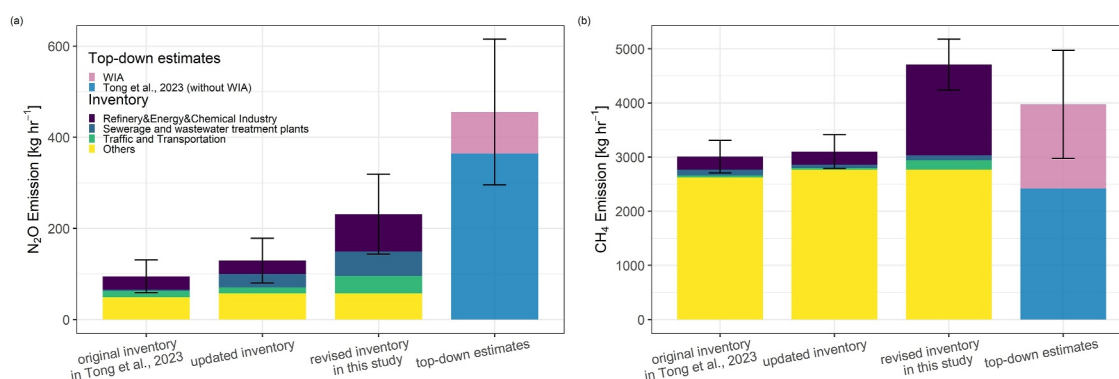 (a)
N₂O Emission [kg hr⁻¹]
600
400
200
0
Top-down estimates
WIA
Tong et al., 2023 (without WIA)
Inventory
Refinery&Energy&Chemical Industry
Sewerage and wastewater treatment plants
Traffic and Transportation
Others
original inventory
in Tong et al., 2023
updated inventory
revised inventory
in this study
top-down estimates
(b)
CH₄ Emission [kg hr⁻¹]
5000
4000
3000
2000
1000
0
original inventory
in Tong et al., 2023
updated inventory
revised inventory
in this study
top-down estimates